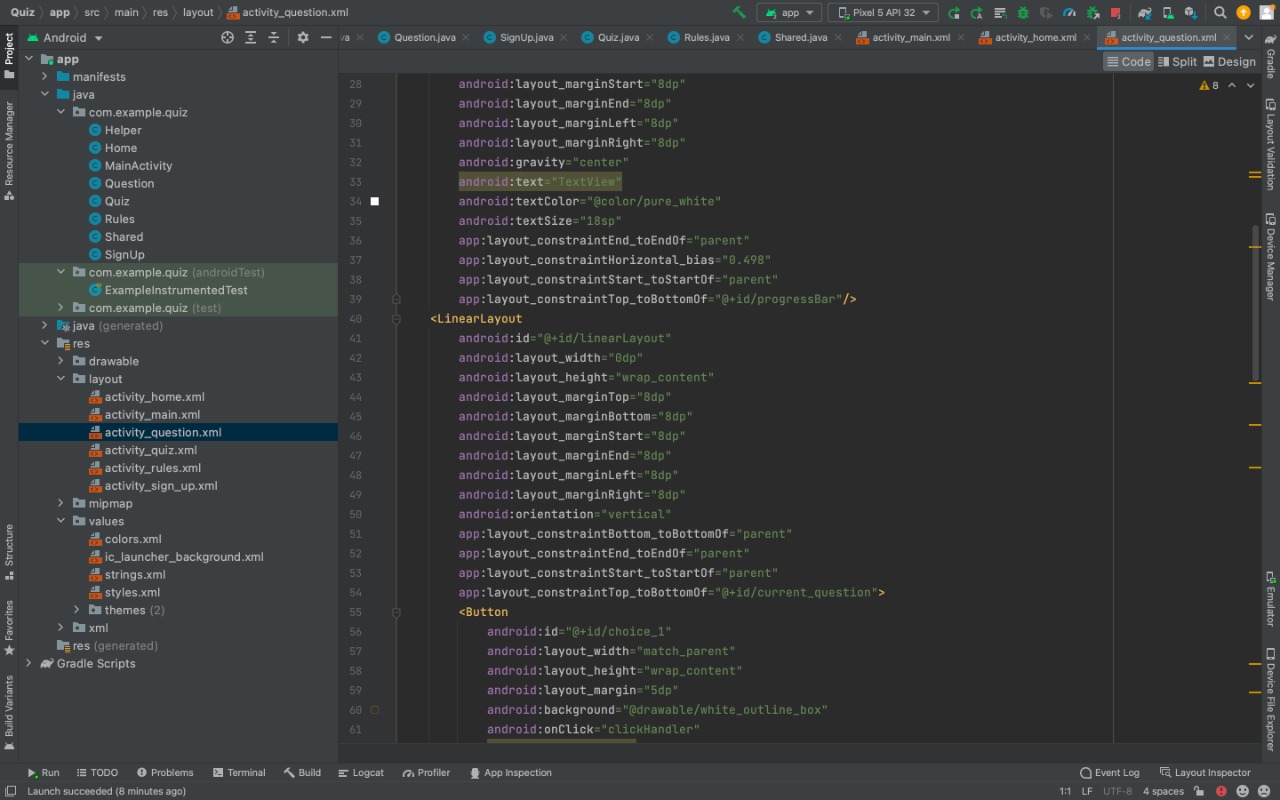 Quiz app src main res layout activity_question.xml
app Pixel 5 API 32
Project Android
Question.java SignUp.java Quiz.java Rules.java Shared.java activity_main.xml activity_home.xml activity_question.xml
Code Split Design
8
app
manifests
java
com.example.quiz
Helper
Home
MainActivity
Question
Quiz
Rules
Shared
SignUp
com.example.quiz (androidTest)
ExampleInstrumentedTest
com.example.quiz (test)
java (generated)
res
drawable
layout
activity_home.xml
activity_main.xml
activity_question.xml
activity_quiz.xml
activity_rules.xml
activity_sign_up.xml
mipmap
values
colors.xml
ic_launcher_background.xml
strings.xml
styles.xml
themes (2)
xml
res (generated)
Gradle Scripts
28 android:layout_marginStart="8dp"
29 android:layout_marginEnd="8dp"
30 android:layout_marginLeft="8dp"
31 android:layout_marginRight="8dp"
32 android:gravity="center"
33 android:text="TextView"
34 android:textColor="@color/pure_white"
35 android:textSize="18sp"
36 app:layout_constraintEnd_toEndOf="parent"
37 app:layout_constraintHorizontal_bias="0.498"
38 app:layout_constraintStart_toStartOf="parent"
39 app:layout_constraintTop_toBottomOf="@+id/progressBar"/>
40 <LinearLayout
41 android:id="@+id/linearLayout"
42 android:layout_width="0dp"
43 android:layout_height="wrap_content"
44 android:layout_marginTop="8dp"
45 android:layout_marginBottom="8dp"
46 android:layout_marginStart="8dp"
47 android:layout_marginEnd="8dp"
48 android:layout_marginLeft="8dp"
49 android:layout_marginRight="8dp"
50 android:orientation="vertical"
51 app:layout_constraintBottom_toBottomOf="parent"
52 app:layout_constraintEnd_toEndOf="parent"
53 app:layout_constraintStart_toStartOf="parent"
54 app:layout_constraintTop_toBottomOf="@+id/current_question">
55 <Button
56 android:id="@+id/choice_1"
57 android:layout_width="match_parent"
58 android:layout_height="wrap_content"
59 android:layout_margin="5dp"
60 android:background="@drawable/white_outline_box"
61 android:onClick="clickHandler"
Resource Manager
Structure
Favorites
Build Variants
Gradle
Layout Validation
Device Manager
Emulator
Device File Explorer
Run TODO Problems Terminal Build Logcat Profiler App Inspection Event Log Layout Inspector
Launch succeeded (8 minutes ago) 1:1 LF UTF-8 4 spaces